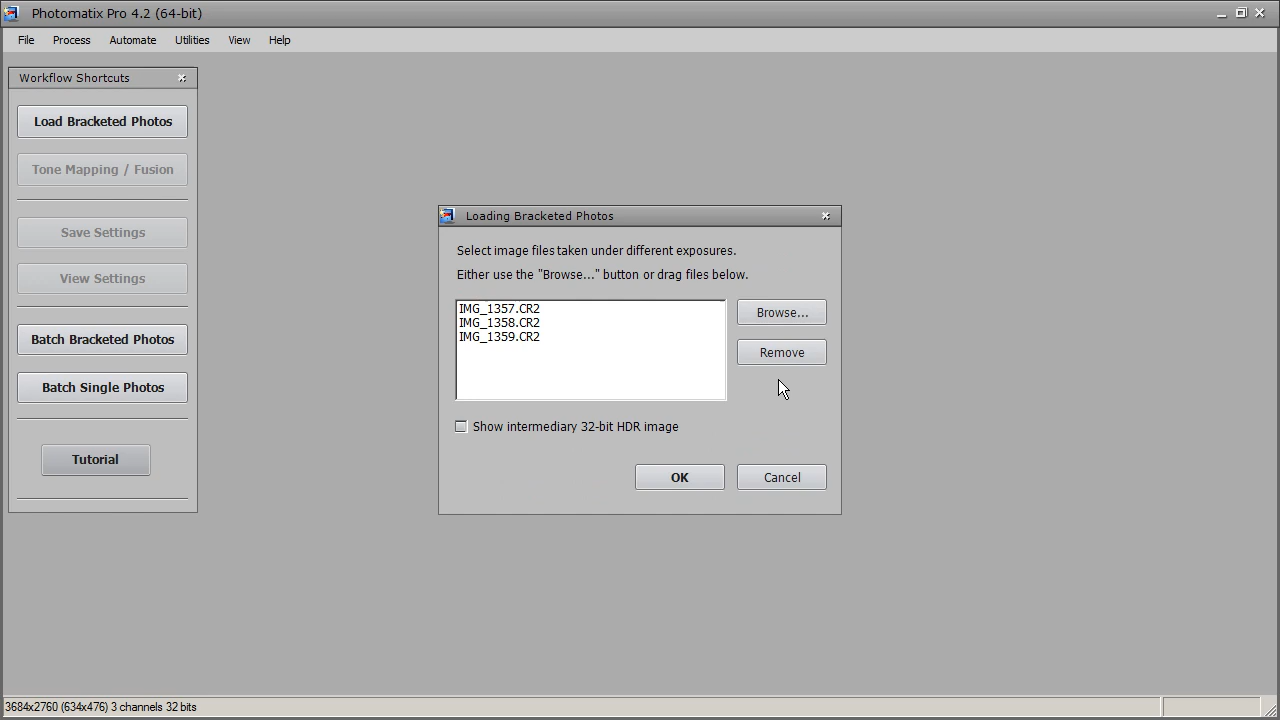 Photomatix Pro 4.2 (64-bit)
File Process Automate Utilities View Help
Workflow Shortcuts
Load Bracketed Photos
Tone Mapping / Fusion
Save Settings
View Settings
Batch Bracketed Photos
Batch Single Photos
Tutorial
Loading Bracketed Photos
Select image files taken under different exposures.
Either use the "Browse..." button or drag files below.
IMG_1357.CR2
IMG_1358.CR2
IMG_1359.CR2
Browse...
Remove
Show intermediary 32-bit HDR image
OK Cancel
3684x2760 (634x476) 3 channels 32 bits